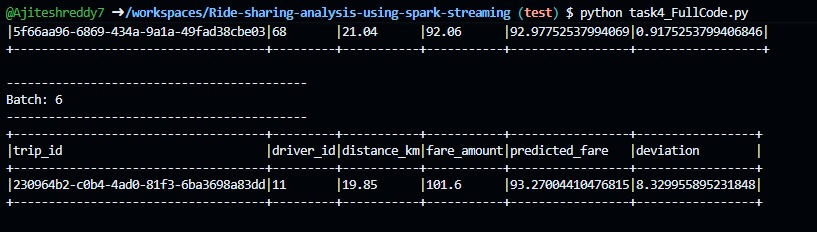 @Ajiteshreddy7 ➜/workspaces/Ride-sharing-analysis-using-spark-streaming (test) $ python task4_FullCode.py
|5f66aa96-6869-434a-9a1a-49fad38cbe03|68       |21.04      |92.06      |92.97752537994069|0.9175253799406846|
+------------------------------------+---------+-----------+-----------+-----------------+------------------+
-------------------------------------------
Batch: 6
-------------------------------------------
+------------------------------------+---------+-----------+-----------+-----------------+-----------------+
|trip_id                             |driver_id|distance_km|fare_amount|predicted_fare   |deviation        |
+------------------------------------+---------+-----------+-----------+-----------------+-----------------+
|230964b2-c0b4-4ad0-81f3-6ba3698a83dd|11       |19.85      |101.6      |93.27004410476815|8.329955895231848|
+------------------------------------+---------+-----------+-----------+-----------------+-----------------+